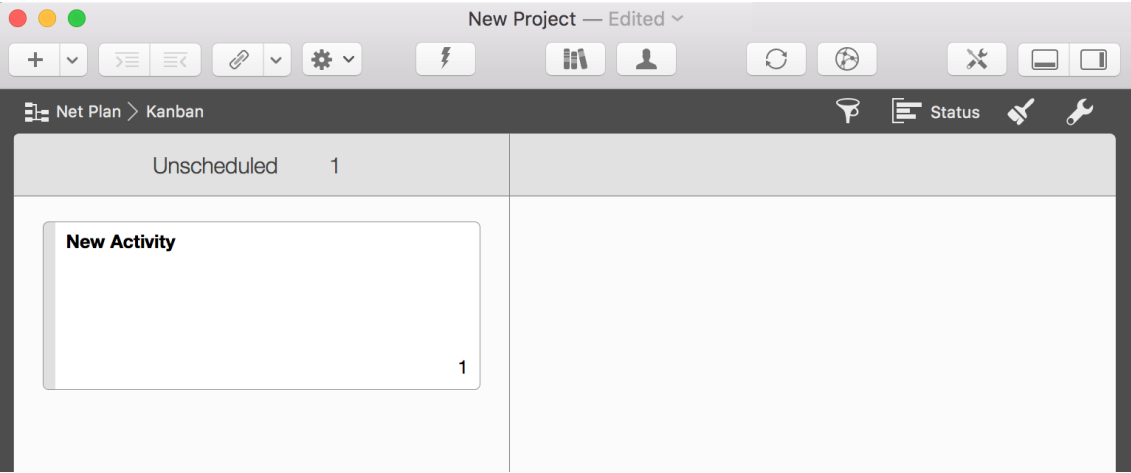 New Project — Edited
Net Plan > Kanban
Status
Unscheduled 1
New Activity
1